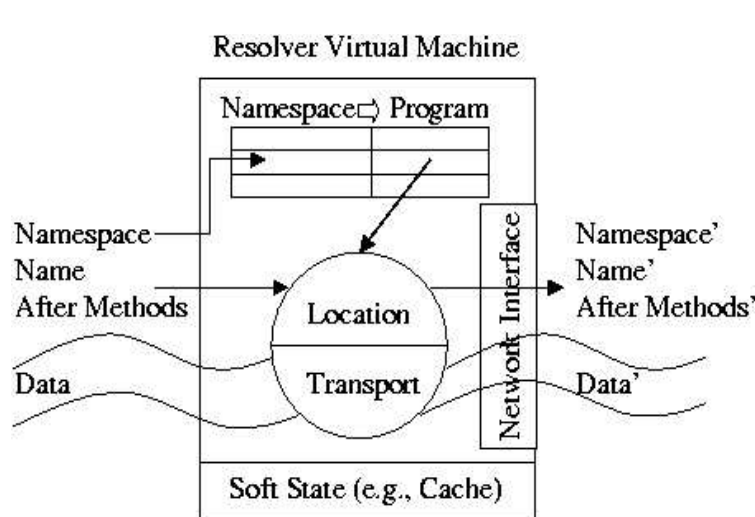 Resolver Virtual Machine
Namespace⇨ Program
Namespace
Name
After Methods
Data
Location
Transport
Network Interface
Namespace’
Name’
After Methods’
Data’
Soft State (e.g., Cache)